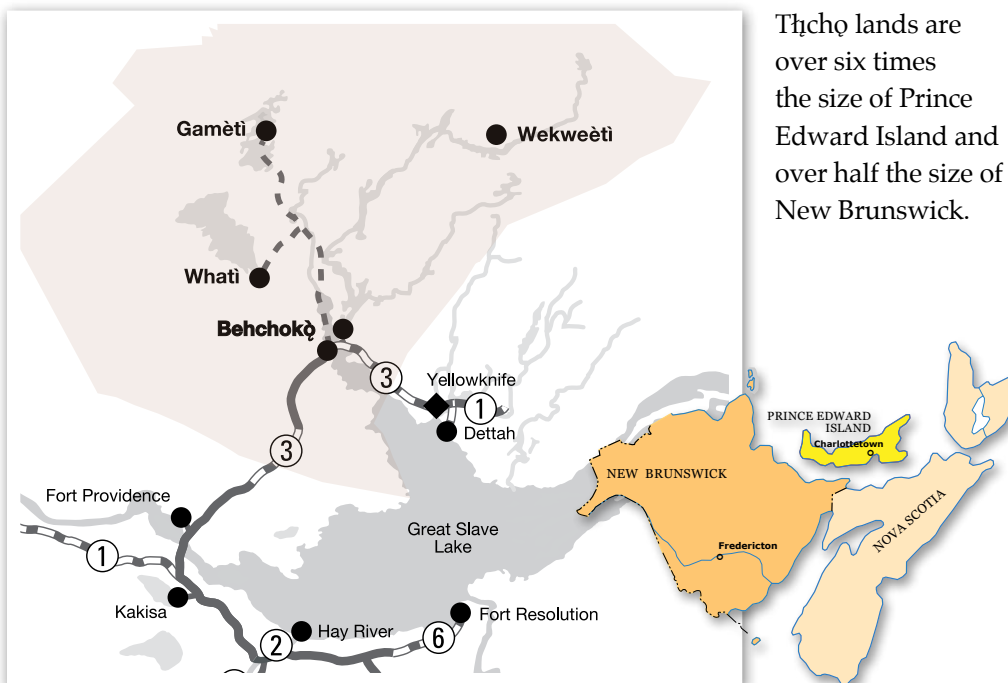 Tłı̨chǫ lands are
over six times
the size of Prince
Edward Island and
over half the size of
New Brunswick.
Gamètì
Wekweètì
Whatì
Behchokǫ̀
3
Yellowknife
1
Dettah
3
Fort Providence
Great Slave
Lake
1
Kakisa
2
Hay River
6
Fort Resolution
PRINCE EDWARD
ISLAND
Charlottetown
NEW BRUNSWICK
NOVA SCOTIA
Fredericton